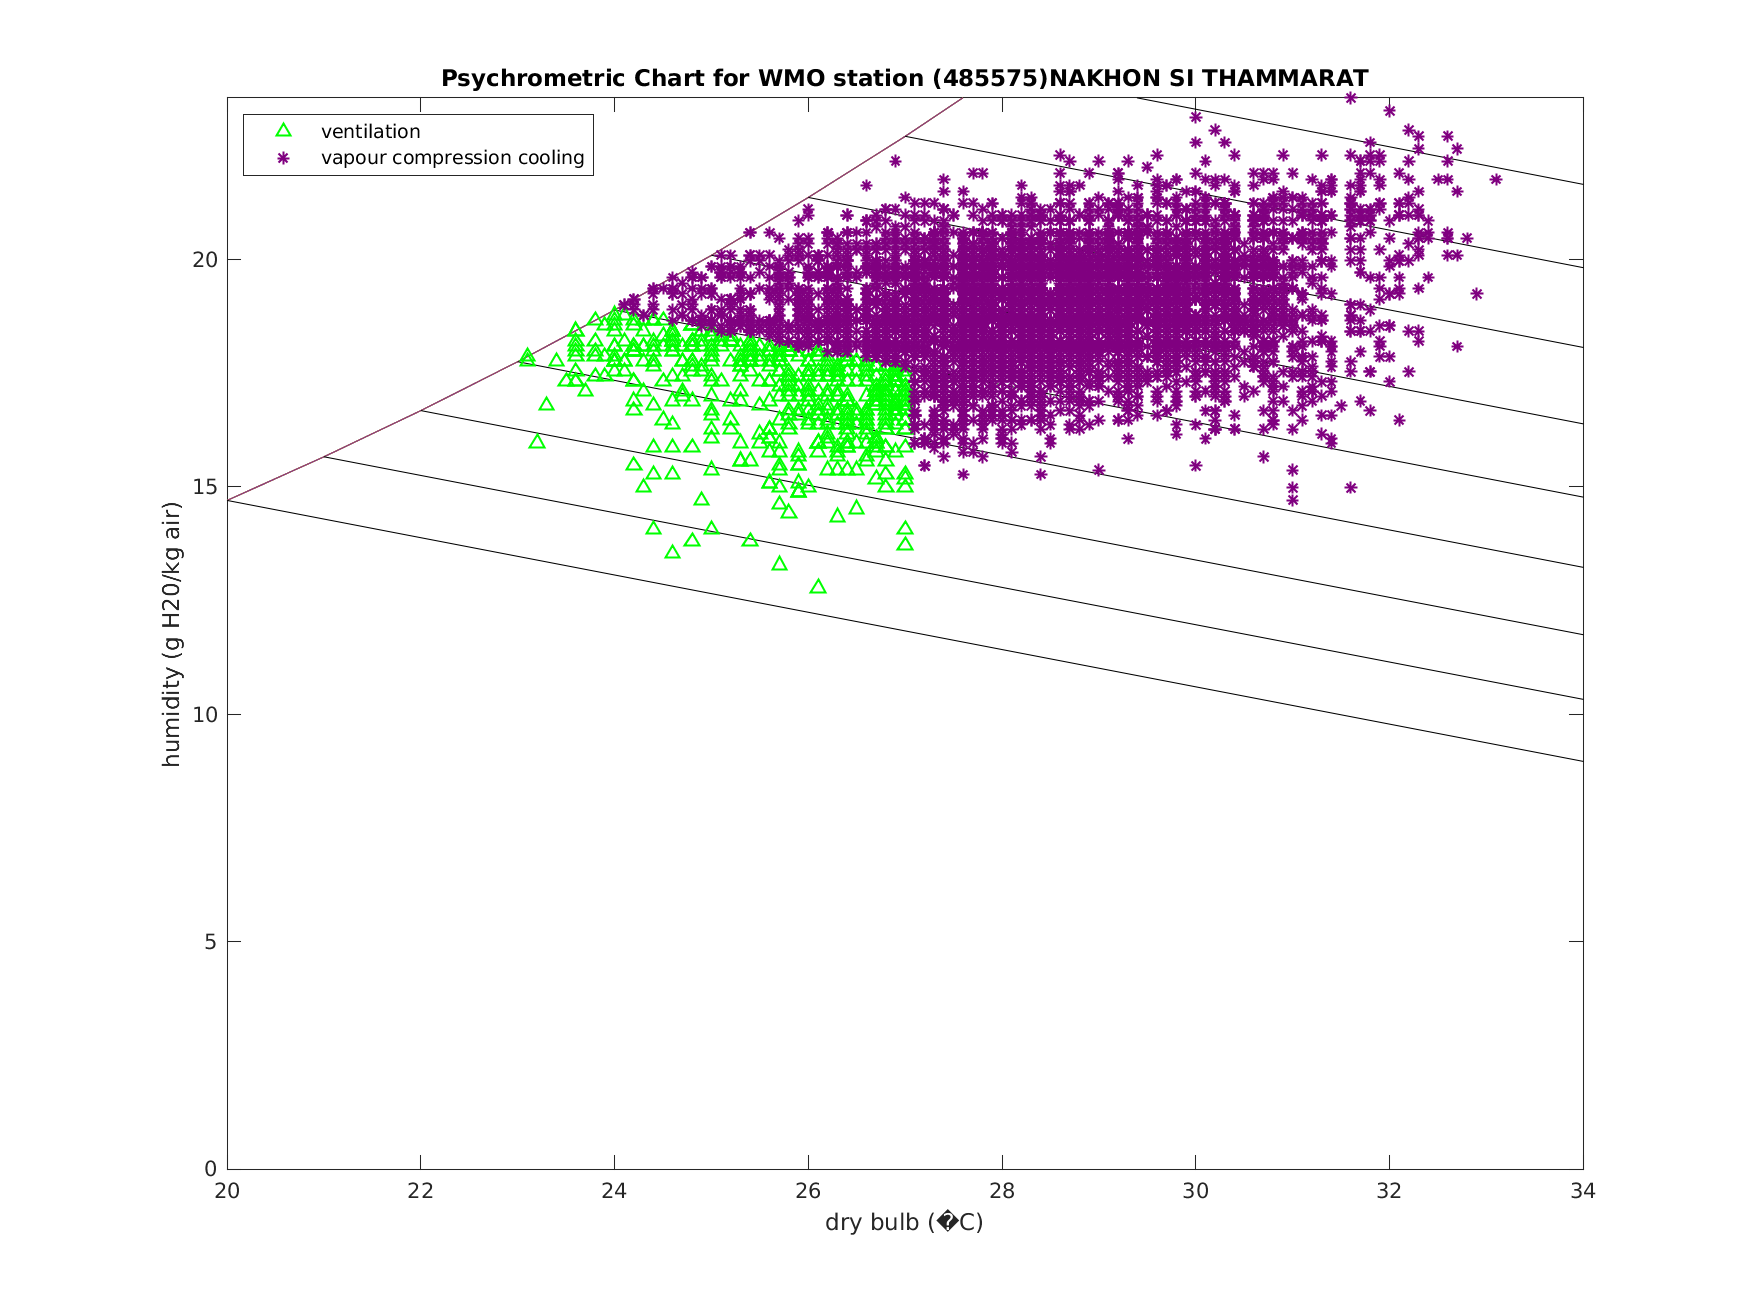 Psychrometric Chart for WMO station (485575)NAKHON SI THAMMARAT
ventilation
vapour compression cooling
20
15
10
5
0
humidity (g H20/kg air)
20 22 24 26 28 30 32 34
dry bulb (�C)